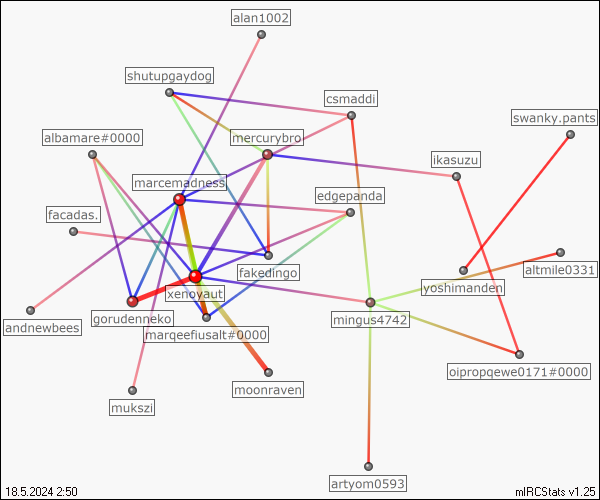 alan1002
shutupgaydog
csmaddi
swanky.pants
albamare#0000
mercurybro
ikasuzu
marcemadness
edgepanda
facadas.
fakedingo
altmile0331
xenoyaut
yoshimanden
gorudenneko
mingus4742
andnewbees
marqeefiusalt#0000
oipropqewe0171#0000
moonraven
mukszi
artyom0593
18.5.2024 2:50
mIRCStats v1.25